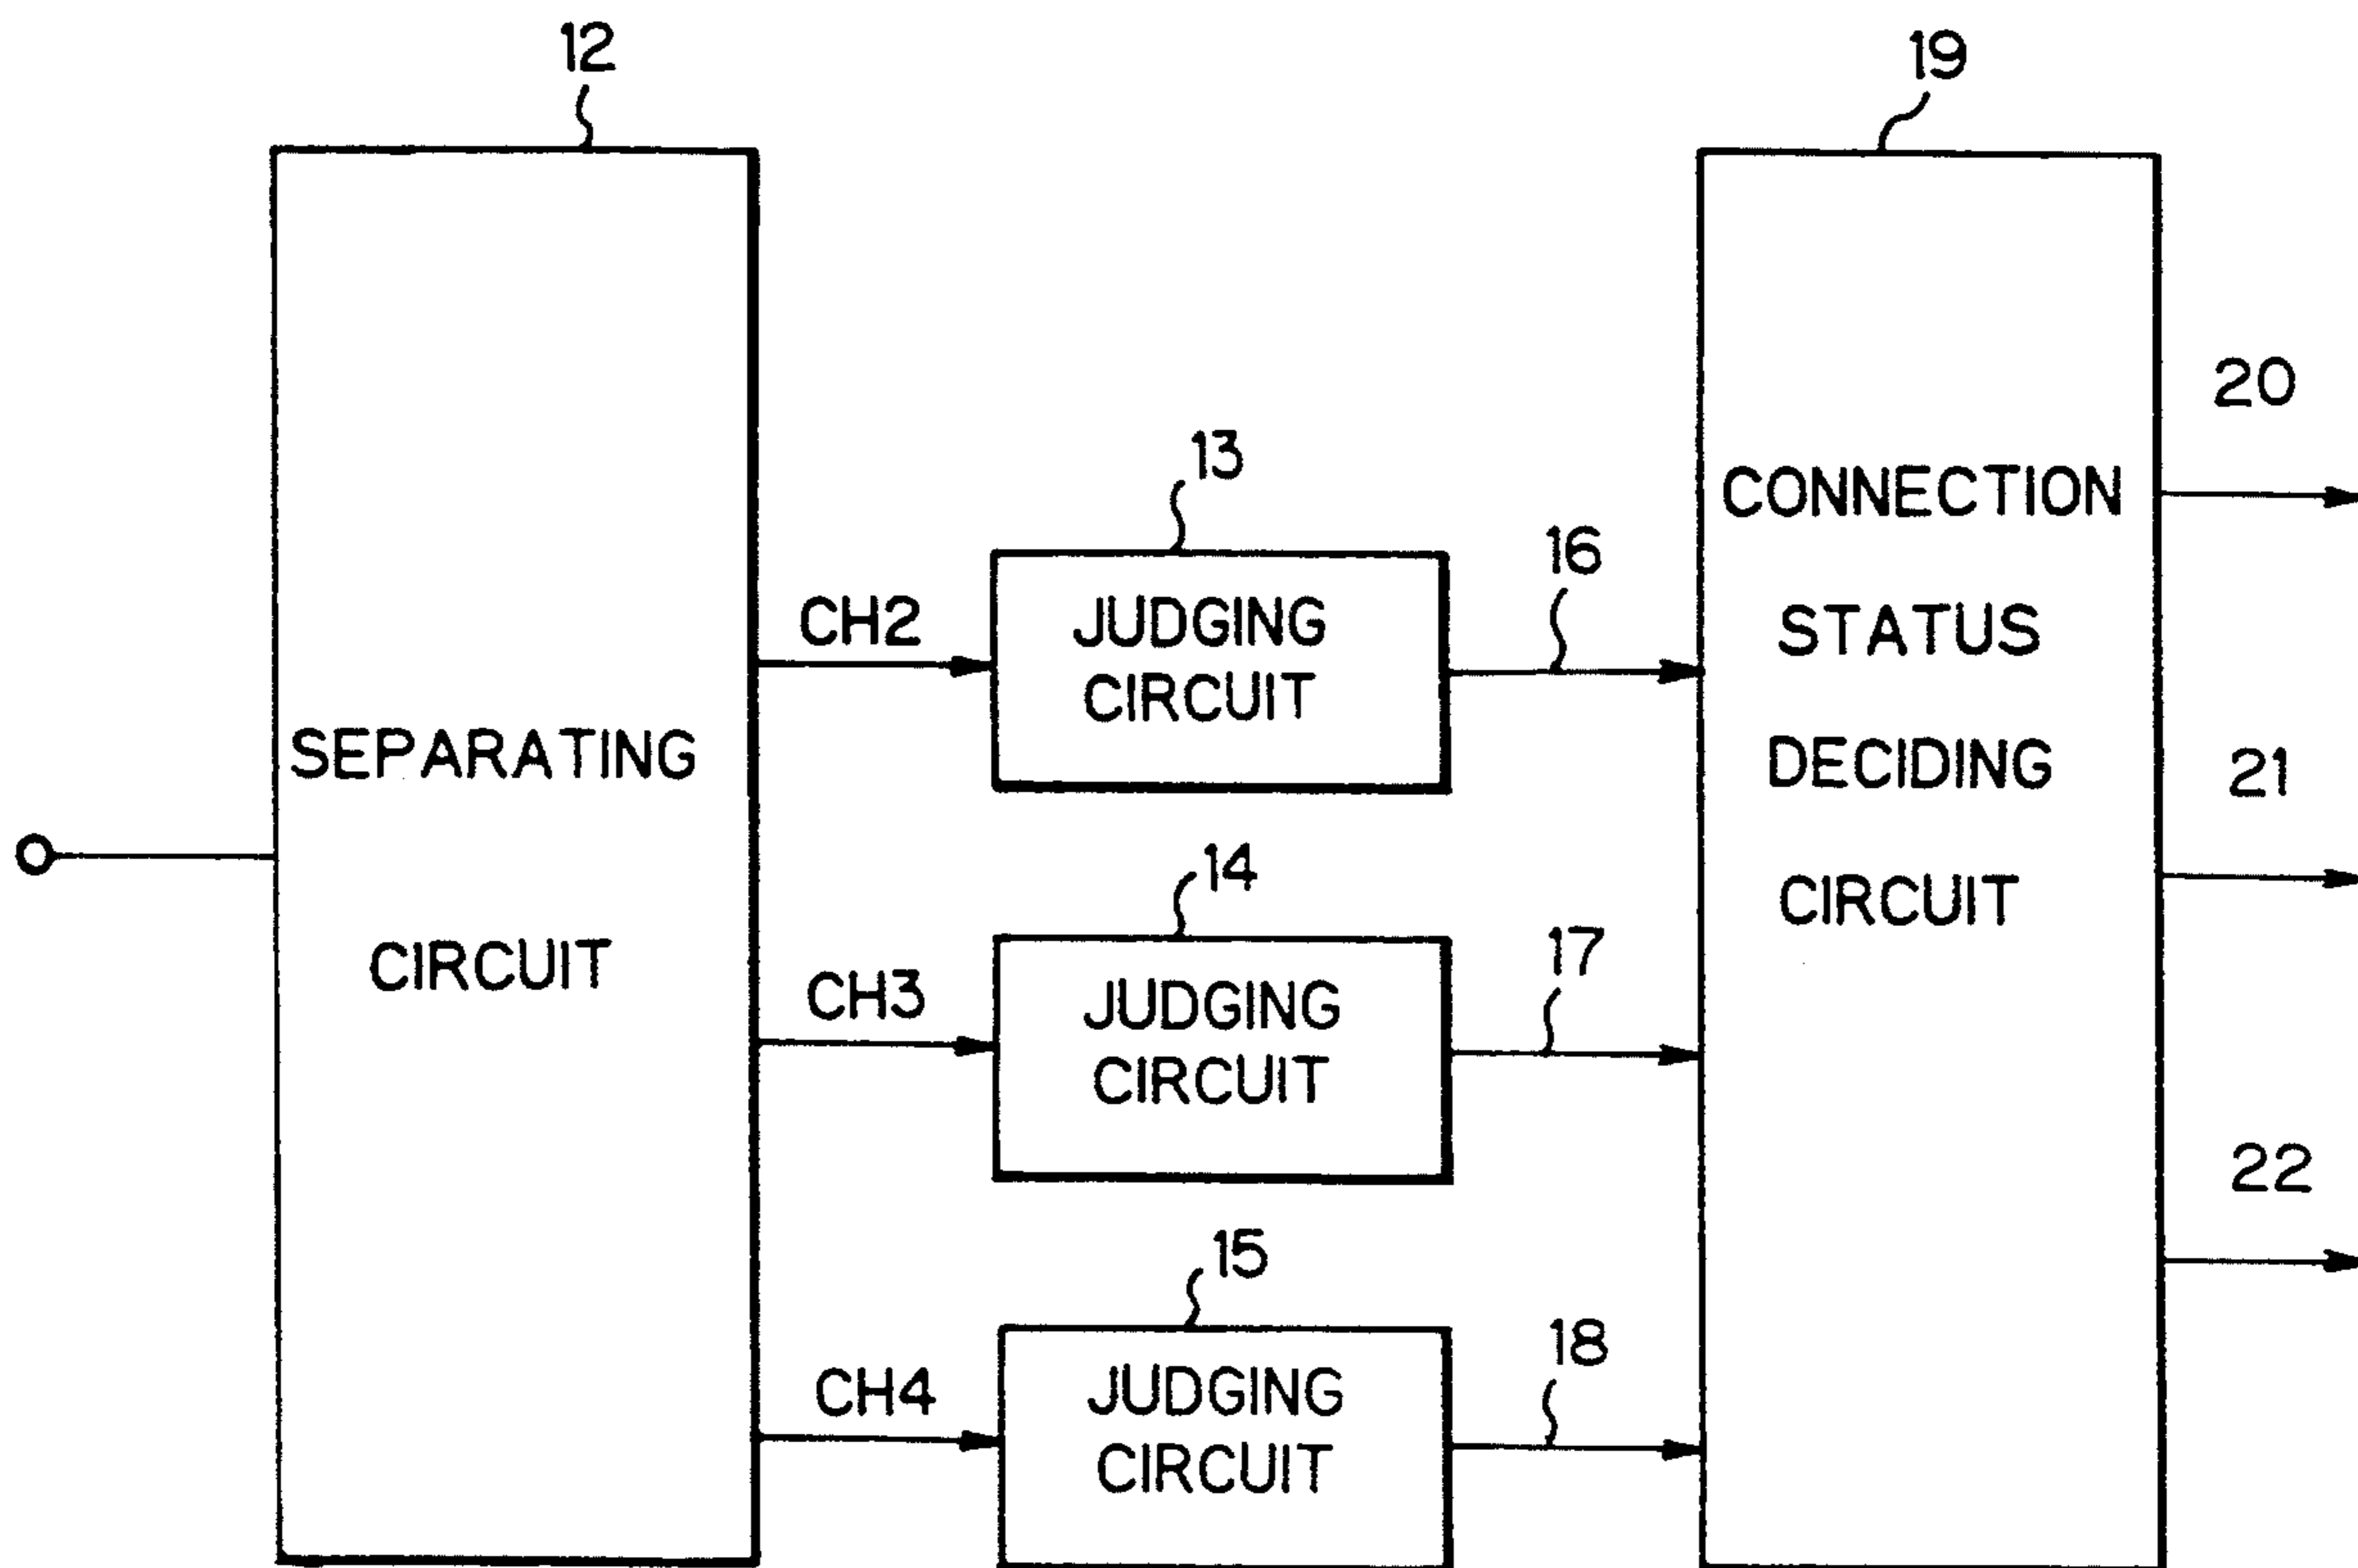 12
19
SEPARATING
CIRCUIT
CH2
13
JUDGING
CIRCUIT
16
CH3
14
JUDGING
CIRCUIT
17
CH4
15
JUDGING
CIRCUIT
18
CONNECTION
STATUS
DECIDING
CIRCUIT
20
21
22